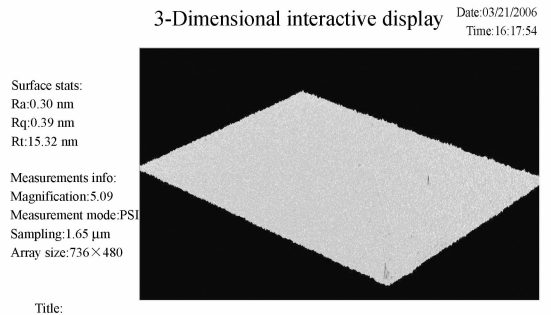 3-Dimensional interactive display
Date:03/21/2006
Time:16:17:54
Surface stats:
Ra:0.30 nm
Rq:0.39 nm
Rt:15.32 nm
Measurements info:
Magnification:5.09
Measurement mode:PSI
Sampling:1.65 μm
Array size:736×480
Title: